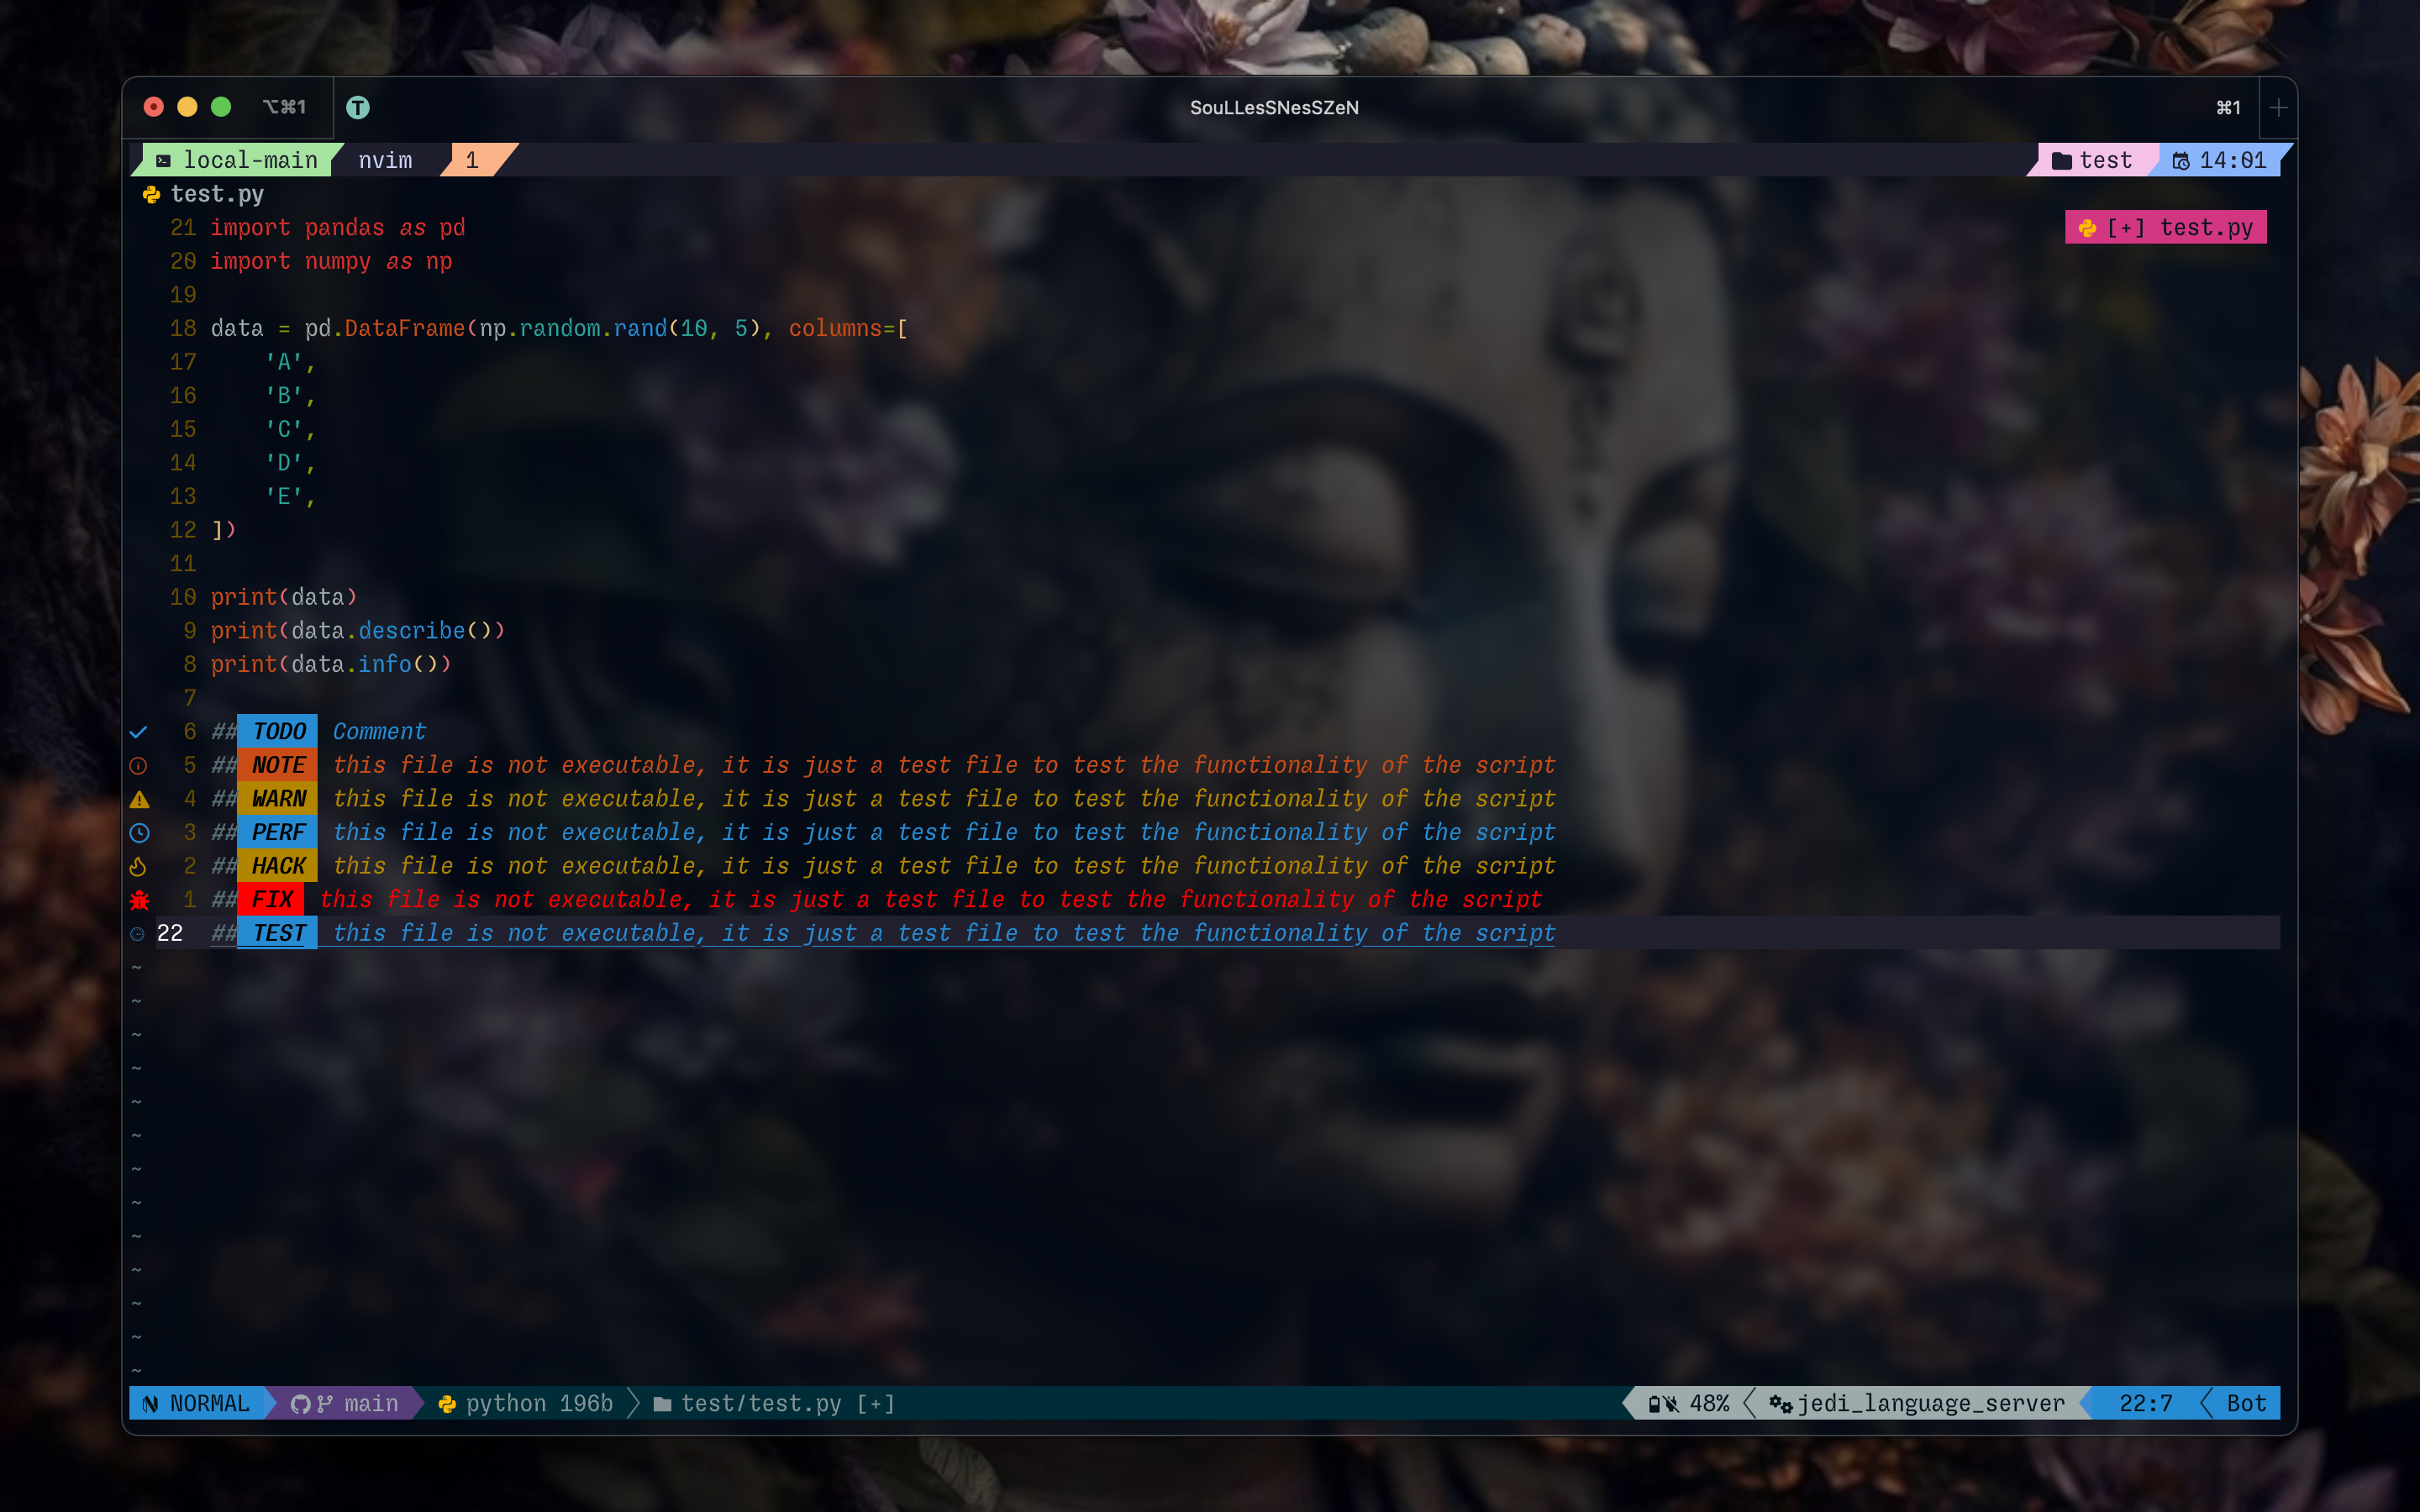 ⌥⌘1 T SouLLesSNesSZeN ⌘1 +
local-main nvim 1 test 14:01
test.py
21 import pandas as pd
[+] test.py
20 import numpy as np
19
18 data = pd.DataFrame(np.random.rand(10, 5), columns=[
17     'A',
16     'B',
15     'C',
14     'D',
13     'E',
12 ])
11
10 print(data)
9 print(data.describe())
8 print(data.info())
7
6 ## TODO  Comment
5 ## NOTE  this file is not executable, it is just a test file to test the functionality of the script
4 ## WARN  this file is not executable, it is just a test file to test the functionality of the script
3 ## PERF  this file is not executable, it is just a test file to test the functionality of the script
2 ## HACK  this file is not executable, it is just a test file to test the functionality of the script
1 ## FIX  this file is not executable, it is just a test file to test the functionality of the script
22 ## TEST  this file is not executable, it is just a test file to test the functionality of the script
~
~
~
~
~
~
~
~
~
~
~
~
~
NORMAL main python 196b test/test.py [+] 48% jedi_language_server 22:7 Bot